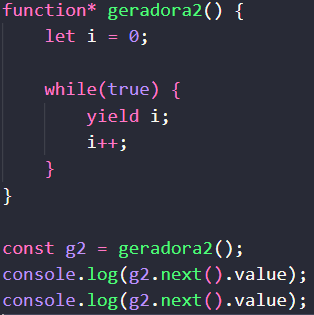 function* geradora2() {
    let i = 0;

    while(true) {
        yield i;
        i++;
    }
}

const g2 = geradora2();
console.log(g2.next().value);
console.log(g2.next().value);